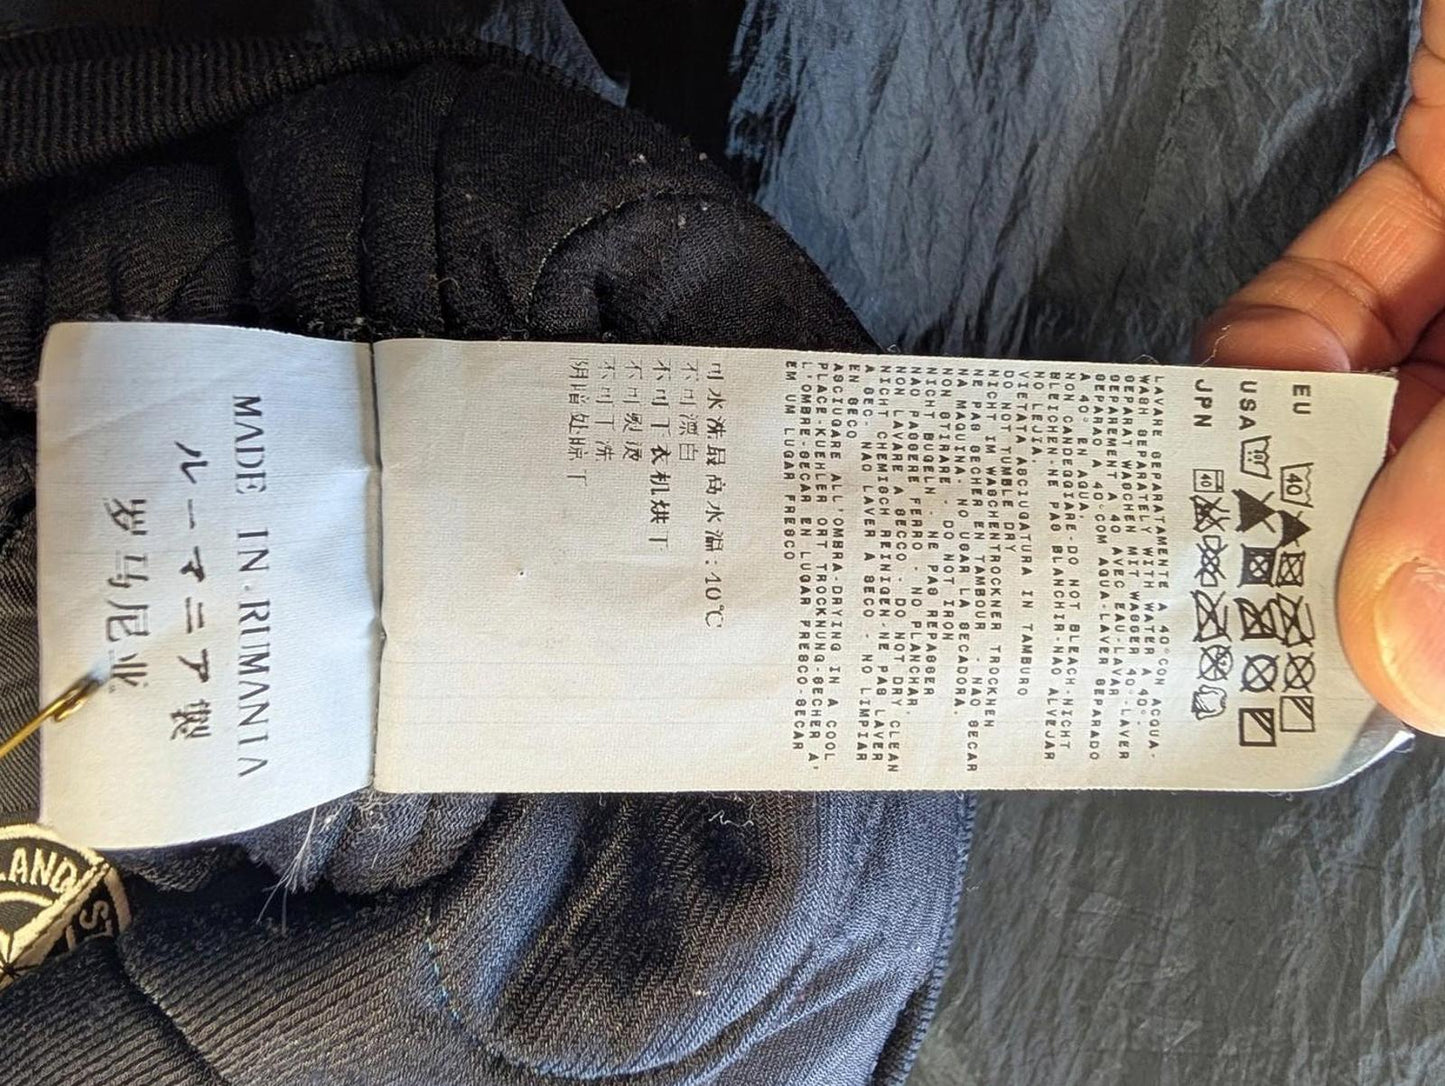 EU
USA
JPN
LAVARE SEPARATAMENTE A 40°CON ACQUA-
WASH SEPARATELY WITH WATER A 40°-
SEPARAT WASCHEN MIT WASSER 40°-LAVER
SEPAREMENT A 40 AVEC EAU-LAVAR
SEPARAO A 40°COM AQUA-LAVER SEPARADO
A 40° EN AQUA.
NON CANDEGGIARE-DO NOT BLEACH-NICHT
BLEICHEN-NE PAS BLANCHIR-NAO ALVEJAR
NO LEJIA.
VIETATA ASCIUGATURA IN TAMBURO
DO NOT TUMBLE DRY
NICHT IM WASCHENTROCKNER TROCKNEN
NE PAS SECHER EN TAMBOUR - NAO SECAR
NA MAQUINA- NO USAR LA SECADORA.
NON STIRARE - DO NOT IRON
NICHT BUGELN - NE PAS REPASSER
NAO PASSERE FERRO - NO PLANCHAR.
NON LAVARE A SECCO - DO NOT DRY CLEAN
NICHT CHEMISCH REINIGEN-NE PAS LAVER
A SEC- NAO LAVER A SECO - NO LIMPIAR
EN SECO
ASCIUGARE ALL'OMBRA-DRYING IN A COOL
PLACE-KUEHLER ORT TROCKNUNG-SECHER A'
L'OMBRE-SECAR EN LUGAR FRESCO-SECAR
EM UM LUGAR FRESCO
可水洗最高水温:40℃
不可漂白
不可干衣机烘干
不可熨烫
不可干洗
阴暗处晾干
MADE IN RUMANIA
ルーマニア製
罗马尼亚
LAND
ST